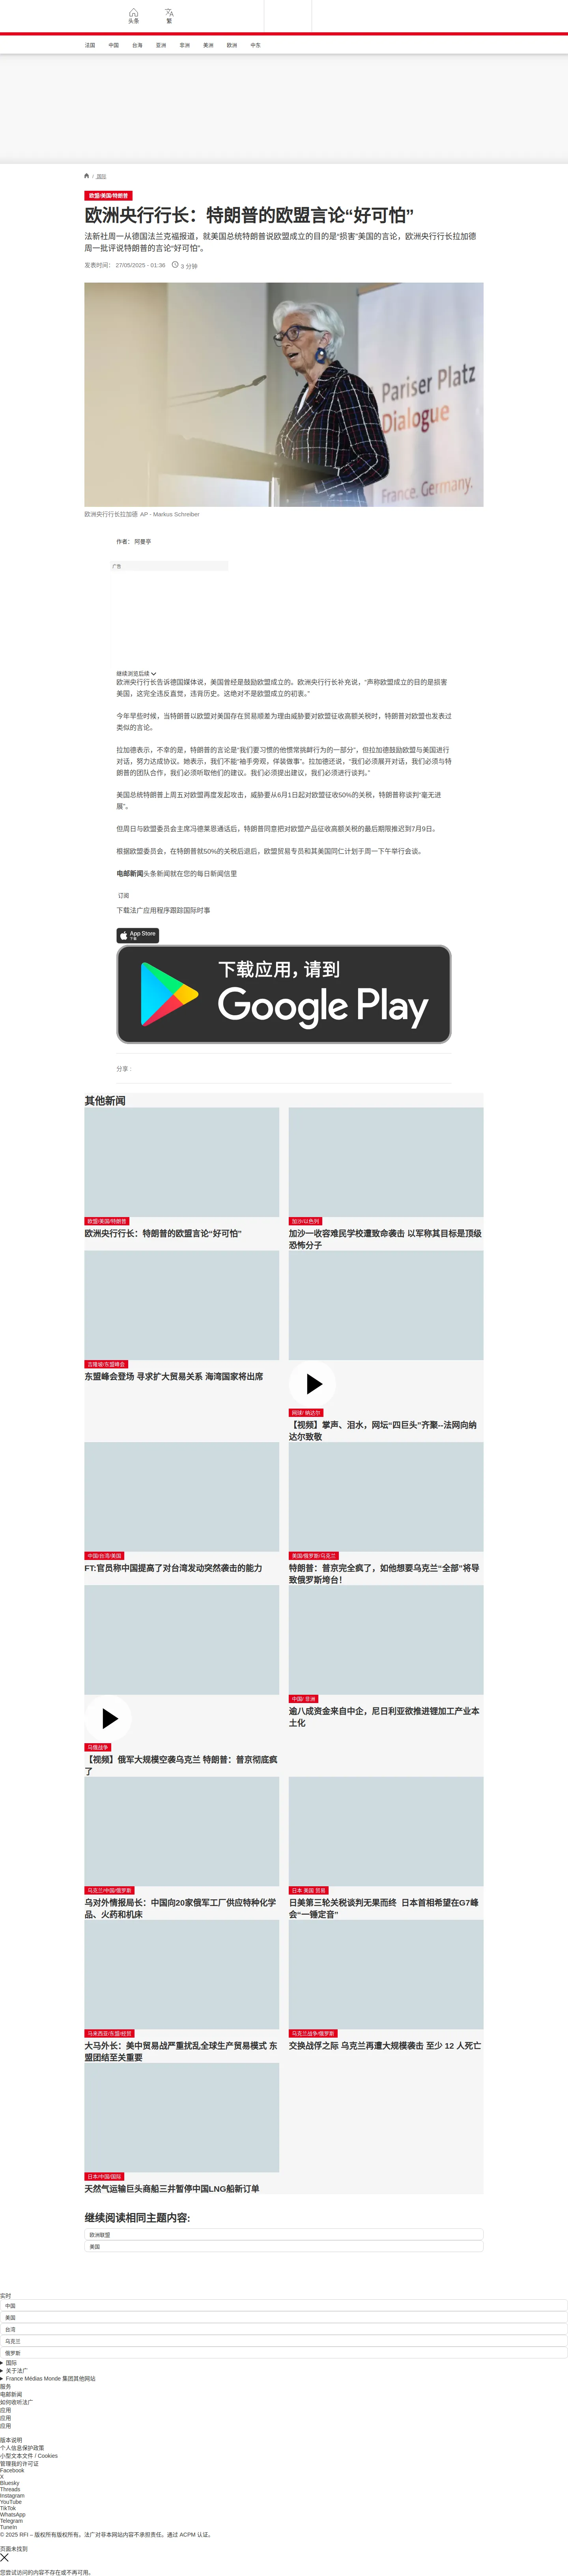 头条
繁
法国
中国
台海
亚洲
非洲
美洲
欧洲
中东
/ 国际
欧盟/美国/特朗普
欧洲央行行长：特朗普的欧盟言论“好可怕”
法新社周一从德国法兰克福报道，就美国总统特朗普说欧盟成立的目的是“损害”美国的言论，欧洲央行行长拉加德
周一批评说特朗普的言论“好可怕”。
发表时间： 27/05/2025 - 01:36
3 分钟
Pariser Platz
Dialogue
France. Germany.
欧洲央行行长拉加德 AP - Markus Schreiber
作者： 阿曼亭
广告
继续浏览后续
欧洲央行行长告诉德国媒体说，美国曾经是鼓励欧盟成立的。欧洲央行行长补充说，“声称欧盟成立的目的是损害
美国，这完全违反直觉，违背历史。这绝对不是欧盟成立的初衷。”
今年早些时候，当特朗普以欧盟对美国存在贸易顺差为理由威胁要对欧盟征收高额关税时，特朗普对欧盟也发表过
类似的言论。
拉加德表示，不幸的是，特朗普的言论是“我们要习惯的他惯常挑衅行为的一部分”，但拉加德鼓励欧盟与美国进行
对话，努力达成协议。她表示，我们不能“袖手旁观，佯装做事”。拉加德还说，“我们必须展开对话，我们必须与特
朗普的团队合作，我们必须听取他们的建议。我们必须提出建议，我们必须进行谈判。”
美国总统特朗普上周五对欧盟再度发起攻击，威胁要从6月1日起对欧盟征收50%的关税，特朗普称谈判“毫无进
展”。
但周日与欧盟委员会主席冯德莱恩通话后，特朗普同意把对欧盟产品征收高额关税的最后期限推迟到7月9日。
根据欧盟委员会，在特朗普就50%的关税后退后，欧盟贸易专员和其美国同仁计划于周一下午举行会谈。
电邮新闻头条新闻就在您的每日新闻信里
订阅
下载法广应用程序跟踪国际时事
App Store
下载
下载应用，请到
Google Play
分享 :
其他新闻
欧盟/美国/特朗普
欧洲央行行长：特朗普的欧盟言论“好可怕”
加沙/以色列
加沙一收容难民学校遭致命袭击 以军称其目标是顶级
恐怖分子
吉隆坡/东盟峰会
东盟峰会登场 寻求扩大贸易关系 海湾国家将出席
网球/ 纳达尔
【视频】掌声、泪水，网坛“四巨头”齐聚--法网向纳
达尔致敬
中国/台湾/美国
FT:官员称中国提高了对台湾发动突然袭击的能力
美国/俄罗斯/乌克兰
特朗普：普京完全疯了，如他想要乌克兰“全部”将导
致俄罗斯垮台！
乌俄战争
【视频】俄军大规模空袭乌克兰 特朗普：普京彻底疯
了
中国/ 非洲
逾八成资金来自中企，尼日利亚欲推进锂加工产业本
土化
乌克兰/中国/俄罗斯
乌对外情报局长：中国向20家俄军工厂供应特种化学
品、火药和机床
日本 美国 贸易
日美第三轮关税谈判无果而终 日本首相希望在G7峰
会“一锤定音”
马来西亚/东盟/经贸
大马外长：美中贸易战严重扰乱全球生产贸易模式 东
盟团结至关重要
乌克兰战争/俄罗斯
交换战俘之际 乌克兰再遭大规模袭击 至少 12 人死亡
日本/中国/国际
天然气运输巨头商船三井暂停中国LNG船新订单
继续阅读相同主题内容:
欧洲联盟
美国
实时
中国
美国
台湾
乌克兰
俄罗斯
国际
关于法广
France Médias Monde 集团其他网站
服务
电邮新闻
如何收听法广
应用
应用
应用
版本说明
个人信息保护政策
小型文本文件 / Cookies
管理我的许可证
Facebook
X
Bluesky
Threads
Instagram
YouTube
TikTok
WhatsApp
Telegram
TuneIn
© 2025 RFI – 版权所有版权所有。法广对非本网站内容不承担责任。通过 ACPM 认证。
页面未找到
您尝试访问的内容不存在或不再可用。